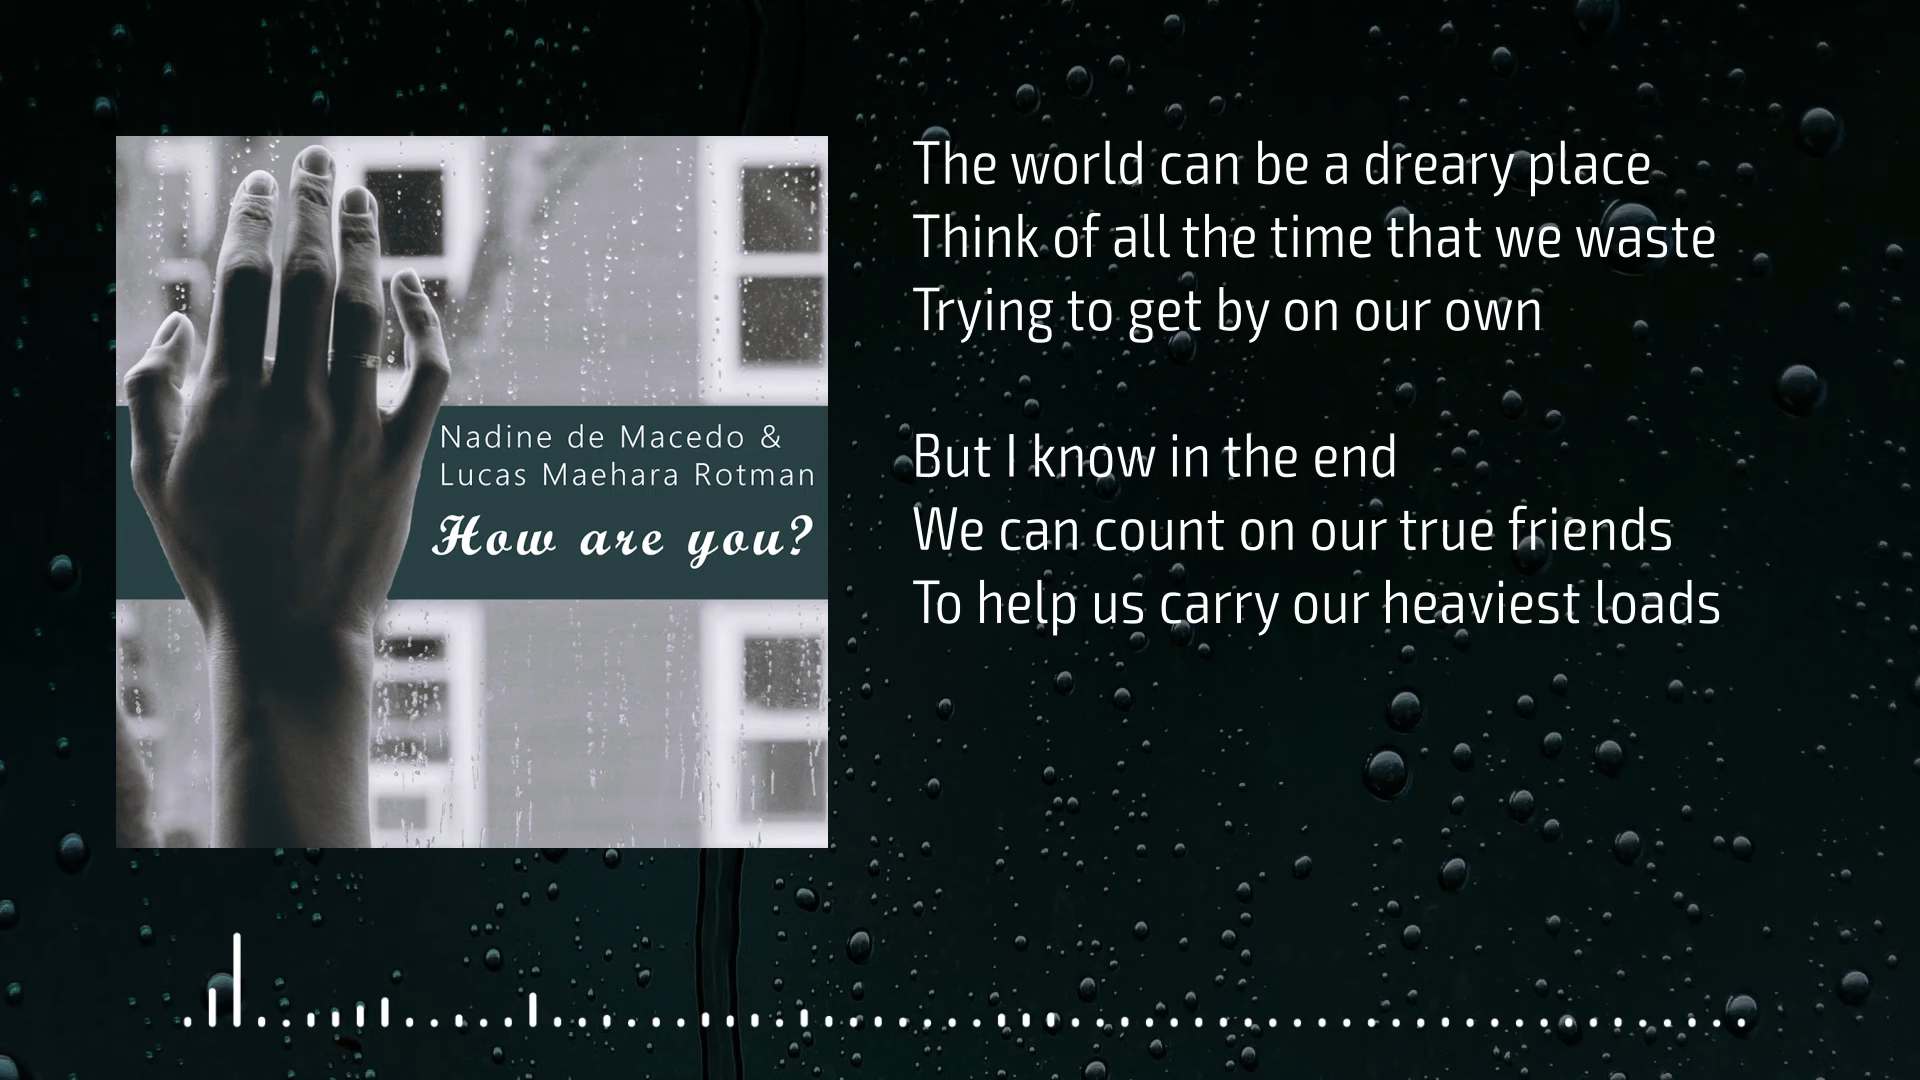 Nadine de Macedo &
Lucas Maehara Rotman
How are you?
The world can be a dreary place
Think of all the time that we waste
Trying to get by on our own
But I know in the end
We can count on our true friends
To help us carry our heaviest loads